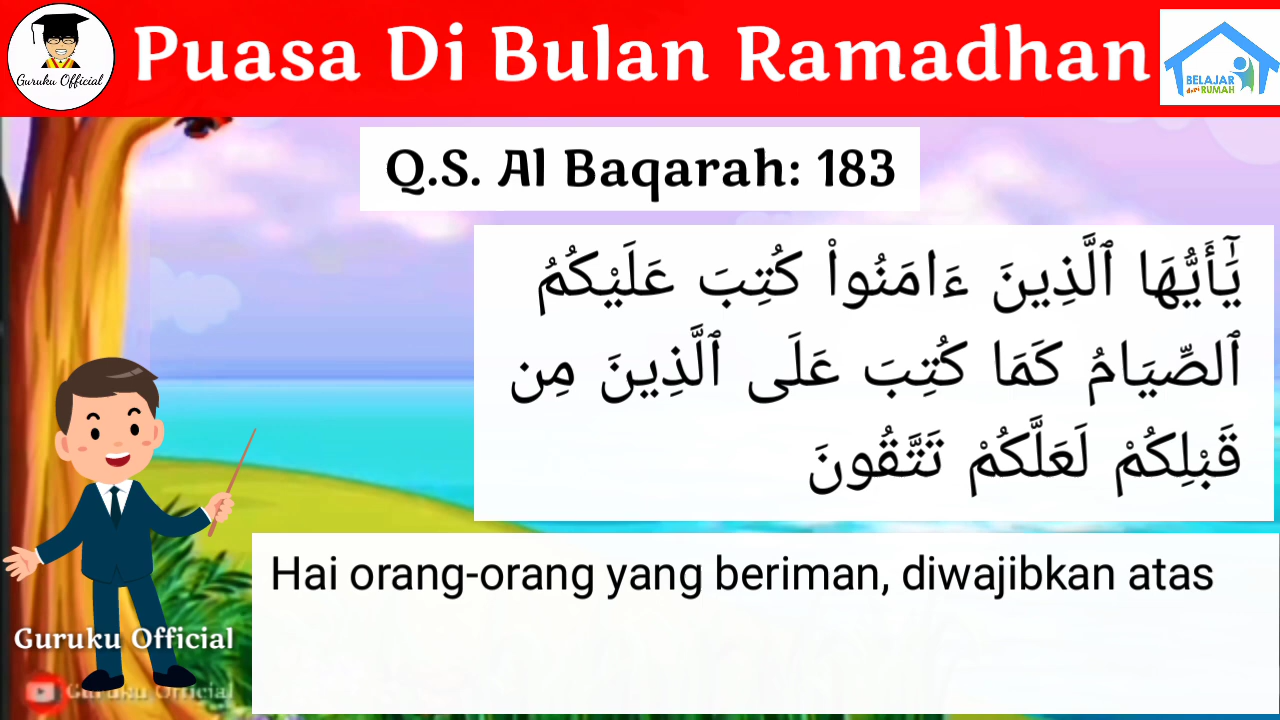 Guruku Official
Puasa Di Bulan Ramadhan
BELAJAR
dari RUMAH
Q.S. Al Baqarah: 183
يَٰٓأَيُّهَا ٱلَّذِينَ ءَامَنُوا۟ كُتِبَ عَلَيْكُمُ
ٱلصِّيَامُ كَمَا كُتِبَ عَلَى ٱلَّذِينَ مِن
قَبْلِكُمْ لَعَلَّكُمْ تَتَّقُونَ
Hai orang-orang yang beriman, diwajibkan atas
Guruku Official
Guruku Official